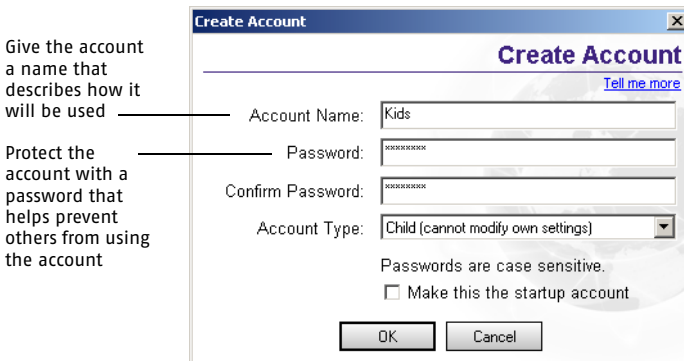 Create Account
Create Account
Tell me more
Give the account
a name that
describes how it
will be used
Account Name: Kids
Protect the
account with a
password that
helps prevent
others from using
the account
Password: ********
Confirm Password: ********
Account Type: Child (cannot modify own settings)
Passwords are case sensitive.
Make this the startup account
OK Cancel